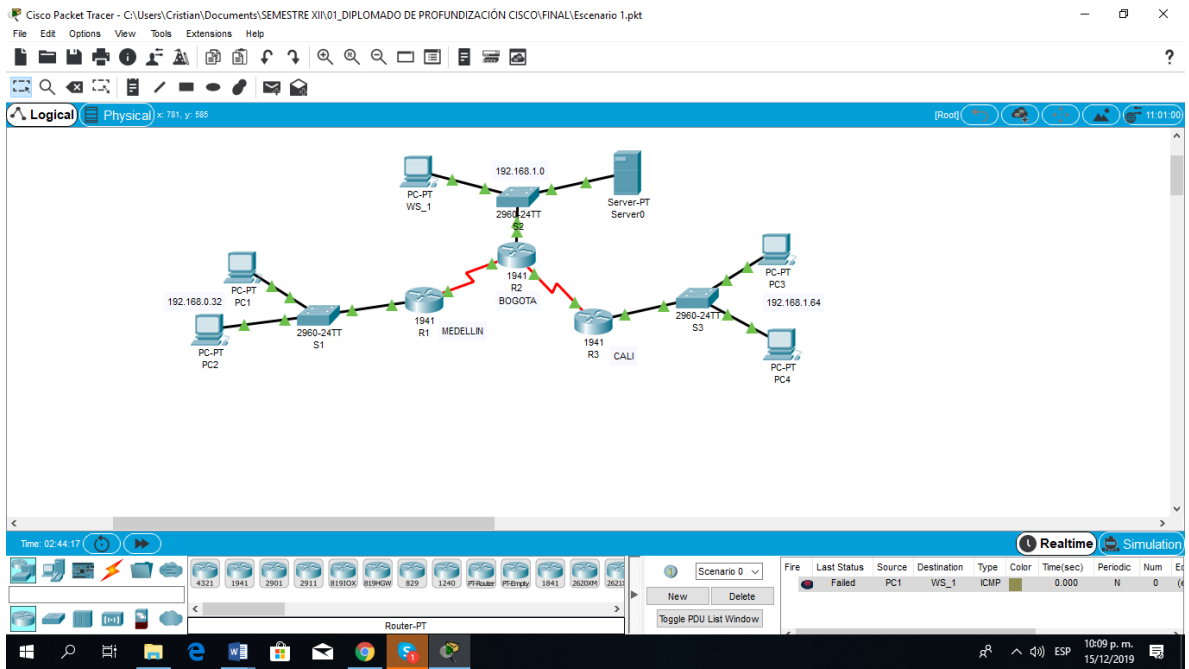 Cisco Packet Tracer - C:\Users\Cristian\Documents\SEMESTRE XII\01_DIPLOMADO DE PROFUNDIZACIÓN CISCO\FINAL\Escenario 1.pkt
File Edit Options View Tools Extensions Help
?
Logical Physical x: 781, y: 585 [Root] 11:01:00
192.168.1.0
PC-PT
WS_1
2960-24TT
S2
Server-PT
Server0
1941
R2
BOGOTA
PC-PT
PC1
192.168.0.32
2960-24TT
S1
PC-PT
PC2
1941
R1
MEDELLIN
1941
R3
CALI
2960-24TT
S3
PC-PT
PC3
192.168.1.64
PC-PT
PC4
Time: 02:44:17 Realtime Simulation
4321 1941 2901 2911 819IOX 819HGW 829 1240 PT-Router PT-Empty 1841 2620XM 2621
Router-PT
Scenario 0
New Delete
Toggle PDU List Window
Fire Last Status Source Destination Type Color Time(sec) Periodic Num Ed
Failed PC1 WS_1 ICMP 0.000 N 0 (e
ESP 10:09 p. m.
15/12/2019